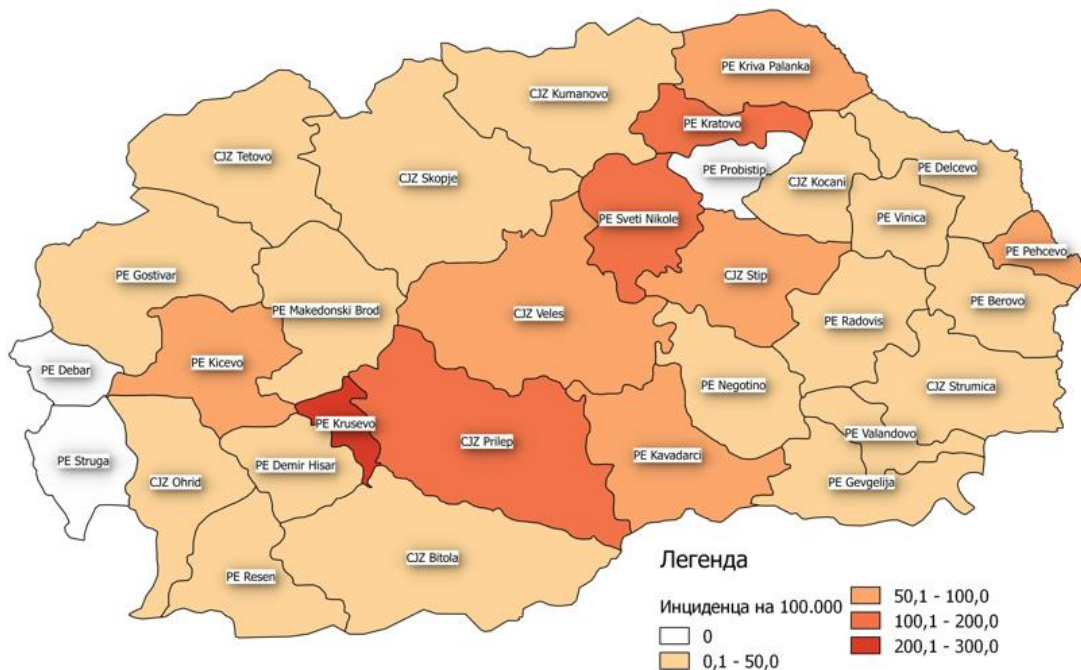 PE Kriva Palanka
CJZ Kumanovo
PE Kratovo
CJZ Tetovo
CJZ Skopje
PE Probistip
CJZ Kocani
PE Delcevo
PE Sveti Nikole
PE Vinica
PE Pehcevo
PE Gostivar
CJZ Stip
PE Makedonski Brod
CJZ Veles
PE Berovo
PE Radovis
PE Kicevo
PE Debar
PE Negotino
CJZ Strumica
PE Krusevo
PE Valandovo
CJZ Prilep
PE Kavadarci
PE Struga
PE Demir Hisar
CJZ Ohrid
PE Gevgelija
CJZ Bitola
PE Resen
Легенда
Инциденца на 100.000
0
0,1 - 50,0
50,1 - 100,0
100,1 - 200,0
200,1 - 300,0